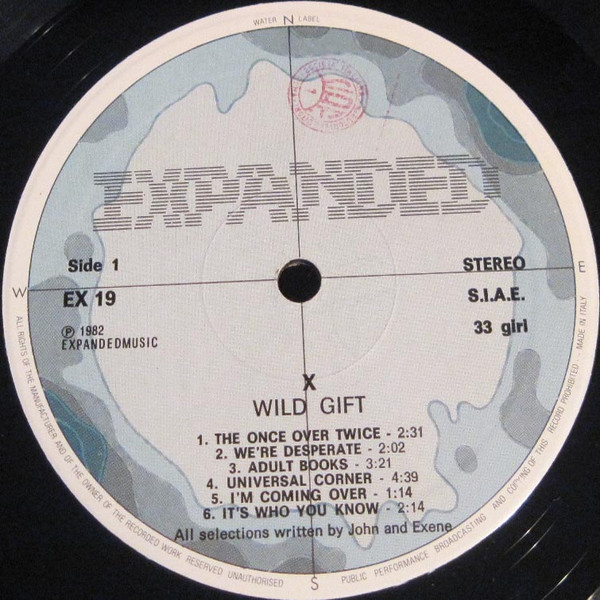 WATER N LABEL
EXPANDED
Side 1
STEREO
W
E
EX 19
S.I.A.E.
℗ 1982
EXPANDEDMUSIC
33 giri
X
WILD GIFT
1. THE ONCE OVER TWICE - 2:31
2. WE'RE DESPERATE - 2:02
3. ADULT BOOKS - 3:21
4. UNIVERSAL CORNER - 4:39
5. I'M COMING OVER - 1:14
6. IT'S WHO YOU KNOW - 2:14
All selections written by John and Exene
S
ALL RIGHTS OF THE MANUFACTURER AND OF THE OWNER OF THE RECORDED WORK RESERVED UNAUTHORISED PUBLIC PERFORMANCE BROADCASTING AND COPYING OF THIS RECORD PROHIBITED - MADE IN ITALY